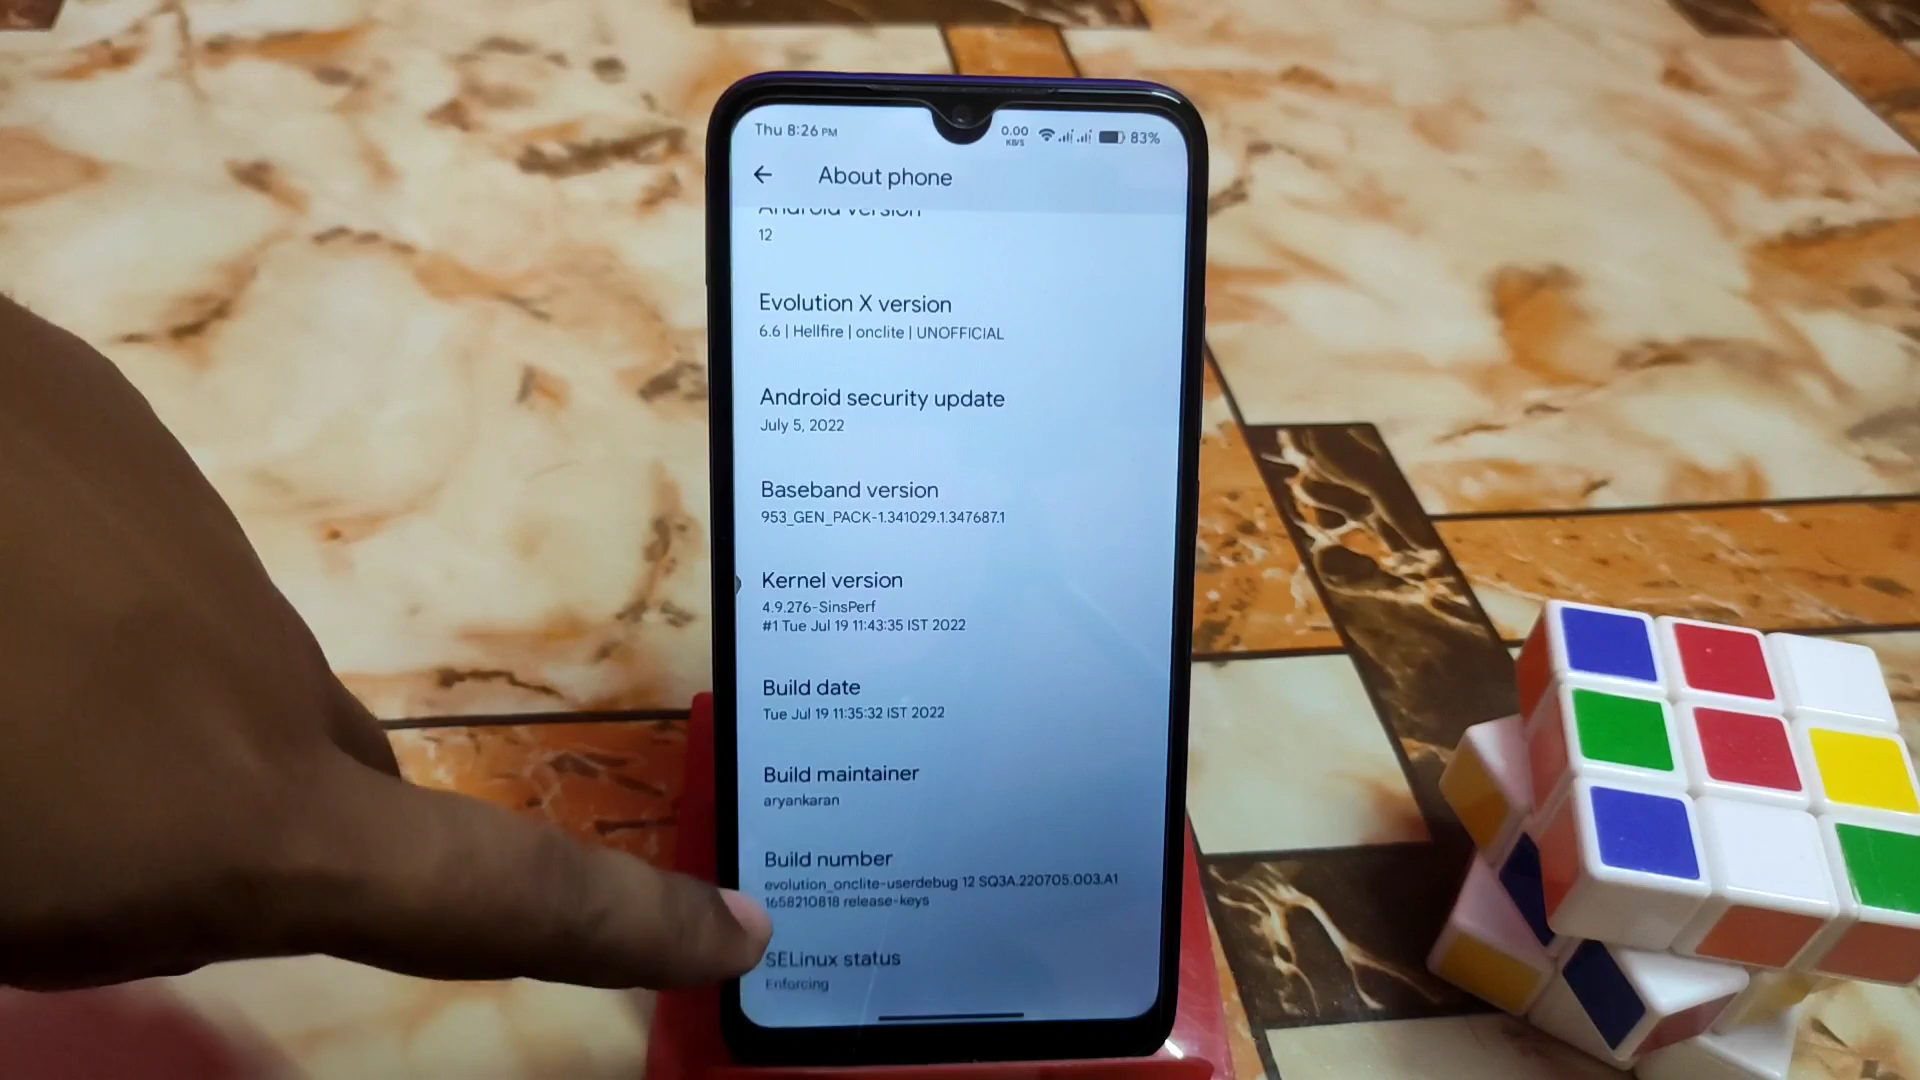 Thu 8:26 PM
0.00
KB/S
83%
About phone
Android version
12
Evolution X version
6.6 | Hellfire | onclite | UNOFFICIAL
Android security update
July 5, 2022
Baseband version
953_GEN_PACK-1.341029.1.347687.1
Kernel version
4.9.276-SinsPerf
#1 Tue Jul 19 11:43:35 IST 2022
Build date
Tue Jul 19 11:35:32 IST 2022
Build maintainer
aryankaran
Build number
evolution_onclite-userdebug 12 SQ3A.220705.003.A1
1658210818 release-keys
SELinux status
Enforcing